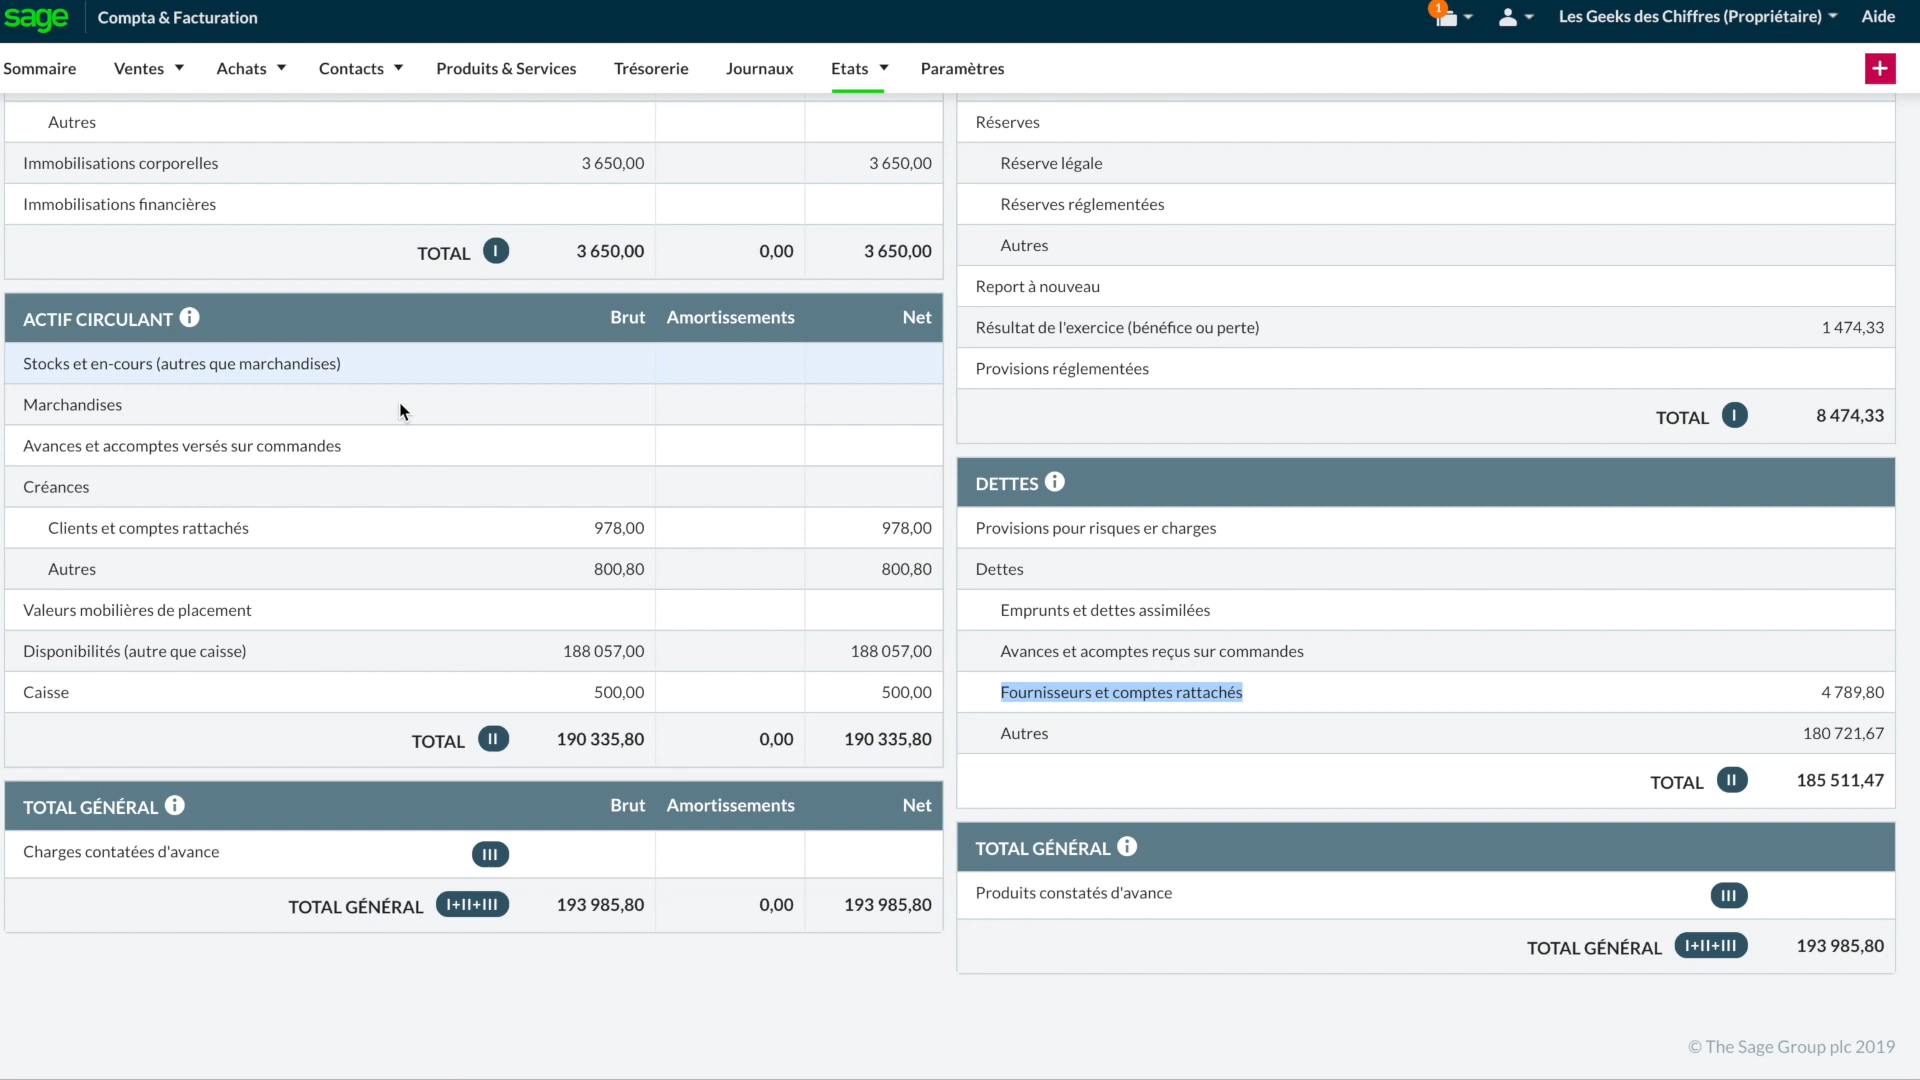 sage Compta & Facturation 1 Les Geeks des Chiffres (Propriétaire) Aide
Sommaire Ventes Achats Contacts Produits & Services Trésorerie Journaux Etats Paramètres +
Autres
Immobilisations corporelles 3 650,00 3 650,00
Immobilisations financières
TOTAL I 3 650,00 0,00 3 650,00
ACTIF CIRCULANT i Brut Amortissements Net
Stocks et en-cours (autres que marchandises)
Marchandises
Avances et accomptes versés sur commandes
Créances
Clients et comptes rattachés 978,00 978,00
Autres 800,80 800,80
Valeurs mobilières de placement
Disponibilités (autre que caisse) 188 057,00 188 057,00
Caisse 500,00 500,00
TOTAL II 190 335,80 0,00 190 335,80
TOTAL GÉNÉRAL i Brut Amortissements Net
Charges contatées d'avance III
TOTAL GÉNÉRAL I+II+III 193 985,80 0,00 193 985,80
Réserves
Réserve légale
Réserves réglementées
Autres
Report à nouveau
Résultat de l'exercice (bénéfice ou perte) 1 474,33
Provisions réglementées
TOTAL I 8 474,33
DETTES i
Provisions pour risques er charges
Dettes
Emprunts et dettes assimilées
Avances et acomptes reçus sur commandes
Fournisseurs et comptes rattachés 4 789,80
Autres 180 721,67
TOTAL II 185 511,47
TOTAL GÉNÉRAL i
Produits constatés d'avance III
TOTAL GÉNÉRAL I+II+III 193 985,80
© The Sage Group plc 2019